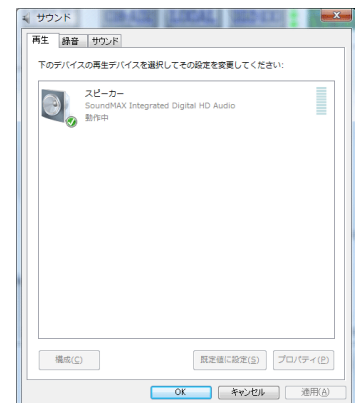 サウンド
再生 録音 サウンド
下のデバイスの再生デバイスを選択してその設定を変更してください:
スピーカー
SoundMAX Integrated Digital HD Audio
動作中
構成(C) 既定値に設定(S) プロパティ(P)
OK キャンセル 適用(A)